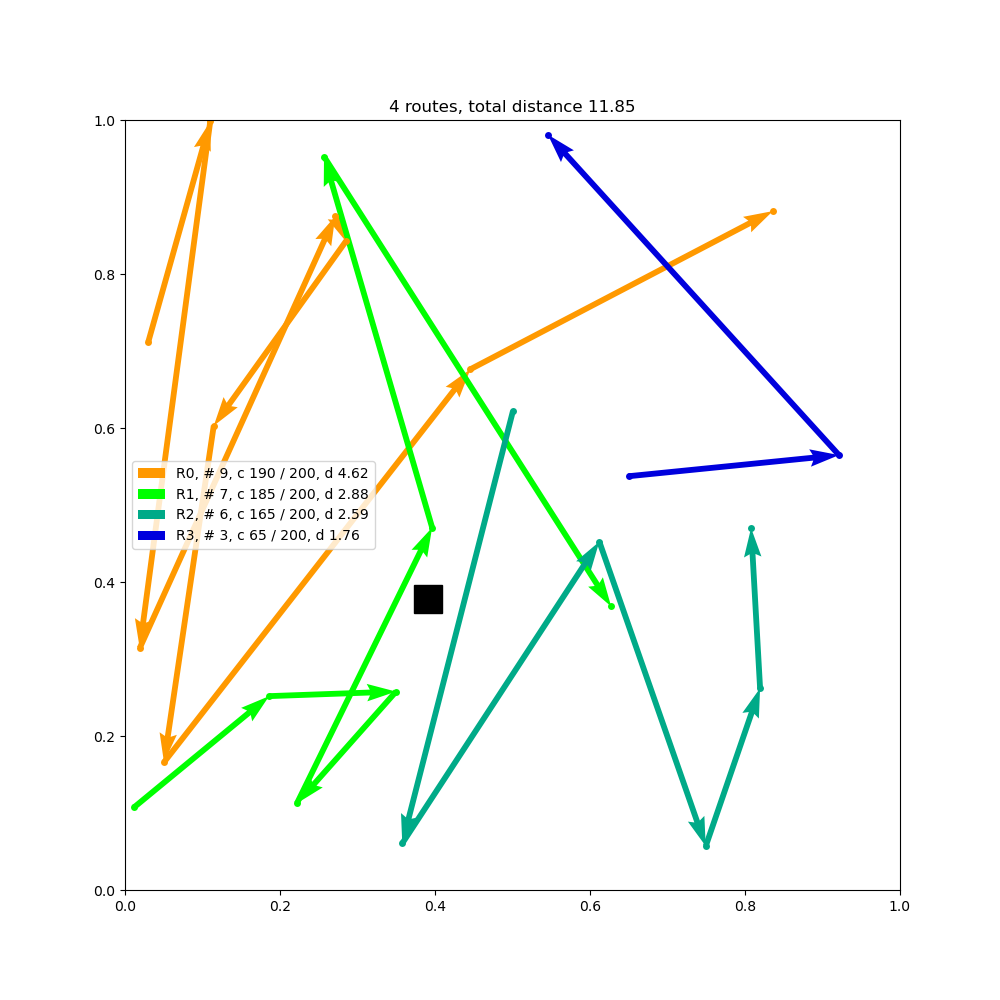 4 routes, total distance 11.85
1.0
0.8
0.6
R0, # 9, c 190 / 200, d 4.62
R1, # 7, c 185 / 200, d 2.88
R2, # 6, c 165 / 200, d 2.59
R3, # 3, c 65 / 200, d 1.76
0.4
0.2
0.0
0.0 0.2 0.4 0.6 0.8 1.0